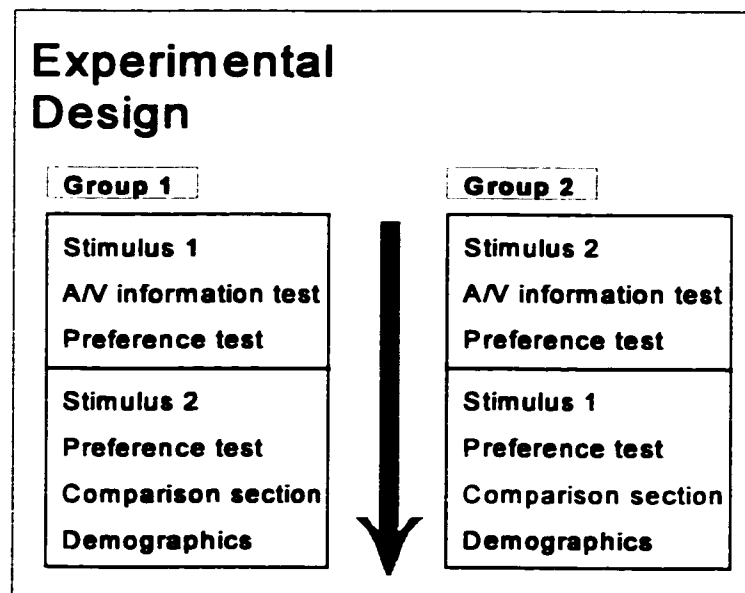 Experimental
Design
Group 1
Stimulus 1
A/V information test
Preference test
Stimulus 2
Preference test
Comparison section
Demographics
Group 2
Stimulus 2
A/V information test
Preference test
Stimulus 1
Preference test
Comparison section
Demographics